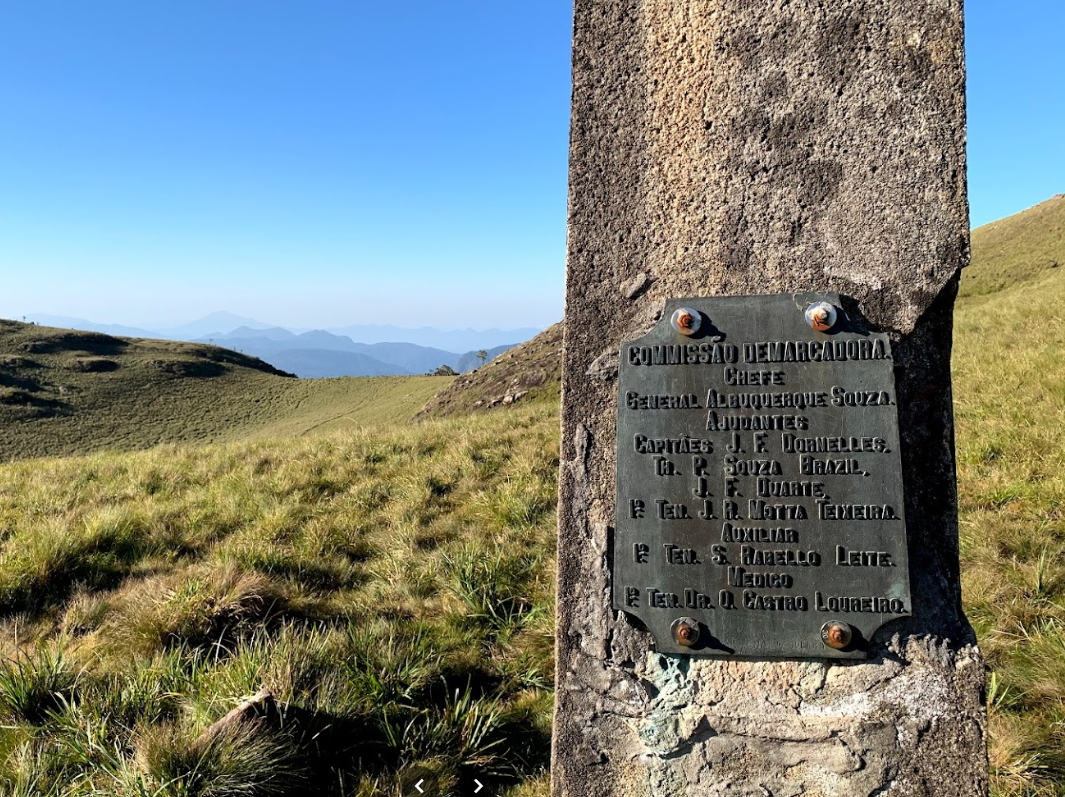 COMMISSÃO DEMARCADORA.
CHEFE
GENERAL ALBUQUERQUE SOUZA.
AJUDANTES
CAPITÃES J. F. DORNELLES,
TH. P. SOUZA BRAZIL,
J. F. DUARTE,
1º TEN. J. R. MOTTA TEIXEIRA.
AUXILIAR
1º TEN. S. RABELLO LEITE.
MEDICO
1º TEN. DR. O. CASTRO LOUREIRO.